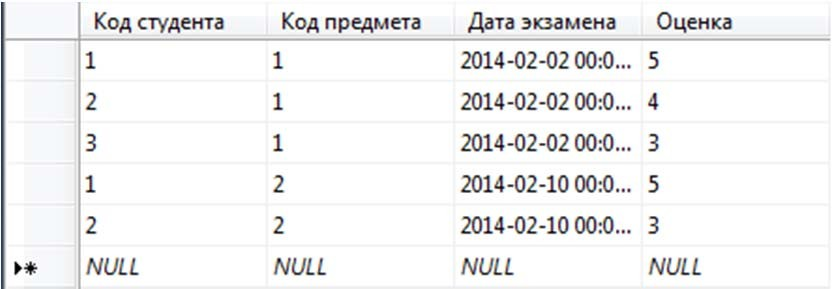 Код студента Код предмета Дата экзамена Оценка
1 1 2014-02-02 00:0... 5
2 1 2014-02-02 00:0... 4
3 1 2014-02-02 00:0... 3
1 2 2014-02-10 00:0... 5
2 2 2014-02-10 00:0... 3
NULL NULL NULL NULL